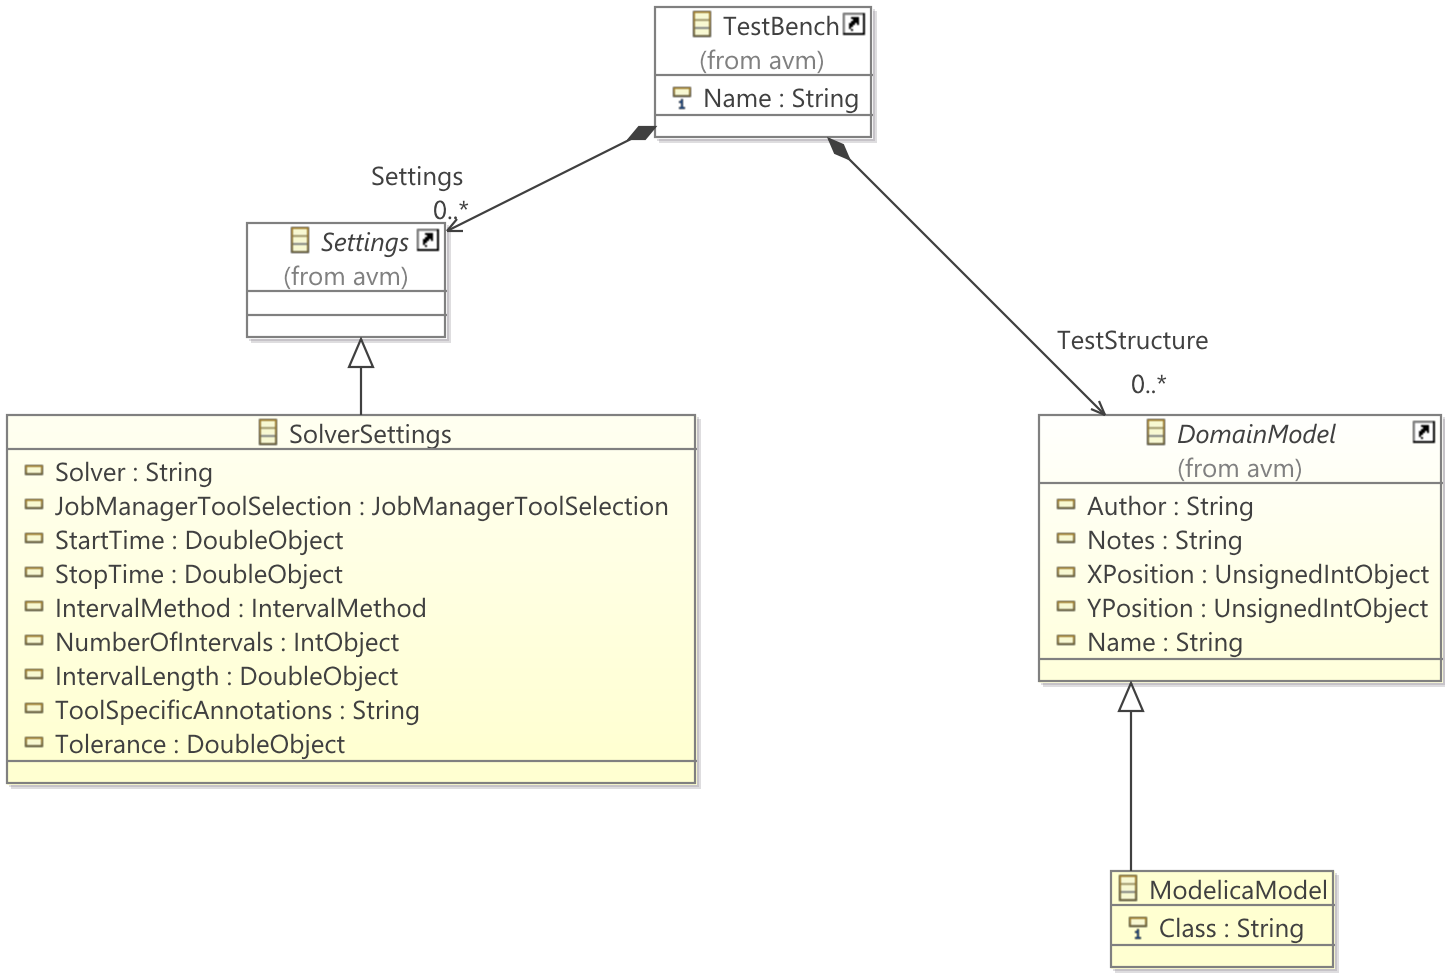 TestBench
(from avm)
1 Name : String
Settings
0..*
Settings
(from avm)
TestStructure
0..*
SolverSettings
Solver : String
JobManagerToolSelection : JobManagerToolSelection
StartTime : DoubleObject
StopTime : DoubleObject
IntervalMethod : IntervalMethod
NumberOfIntervals : IntObject
IntervalLength : DoubleObject
ToolSpecificAnnotations : String
Tolerance : DoubleObject
DomainModel
(from avm)
Author : String
Notes : String
XPosition : UnsignedIntObject
YPosition : UnsignedIntObject
Name : String
ModelicaModel
1 Class : String